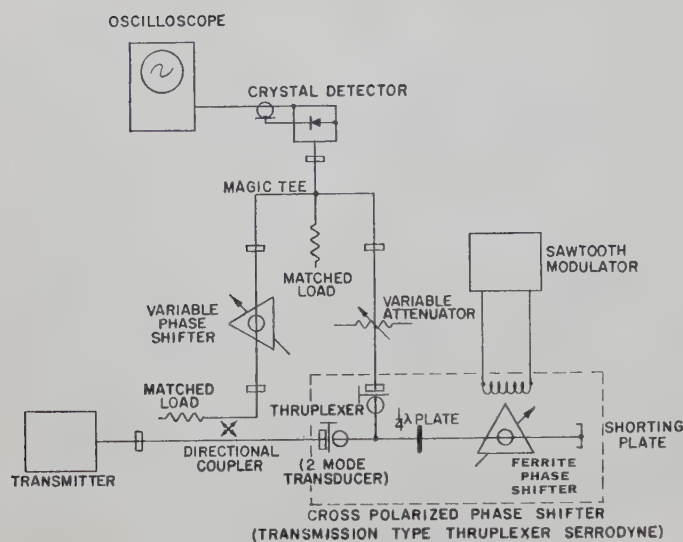 OSCILLOSCOPE
CRYSTAL DETECTOR
MAGIC TEE
MATCHED
LOAD
SAWTOOTH
MODULATOR
VARIABLE
PHASE
SHIFTER
VARIABLE
ATTENUATOR
MATCHED
LOAD
THRUPLEXER
1/4 λ PLATE
SHORTING
PLATE
TRANSMITTER
DIRECTIONAL
COUPLER
(2 MODE
TRANSDUCER)
FERRITE
PHASE
SHIFTER
CROSS POLARIZED PHASE SHIFTER
(TRANSMISSION TYPE THRUPLEXER SERRODYNE)